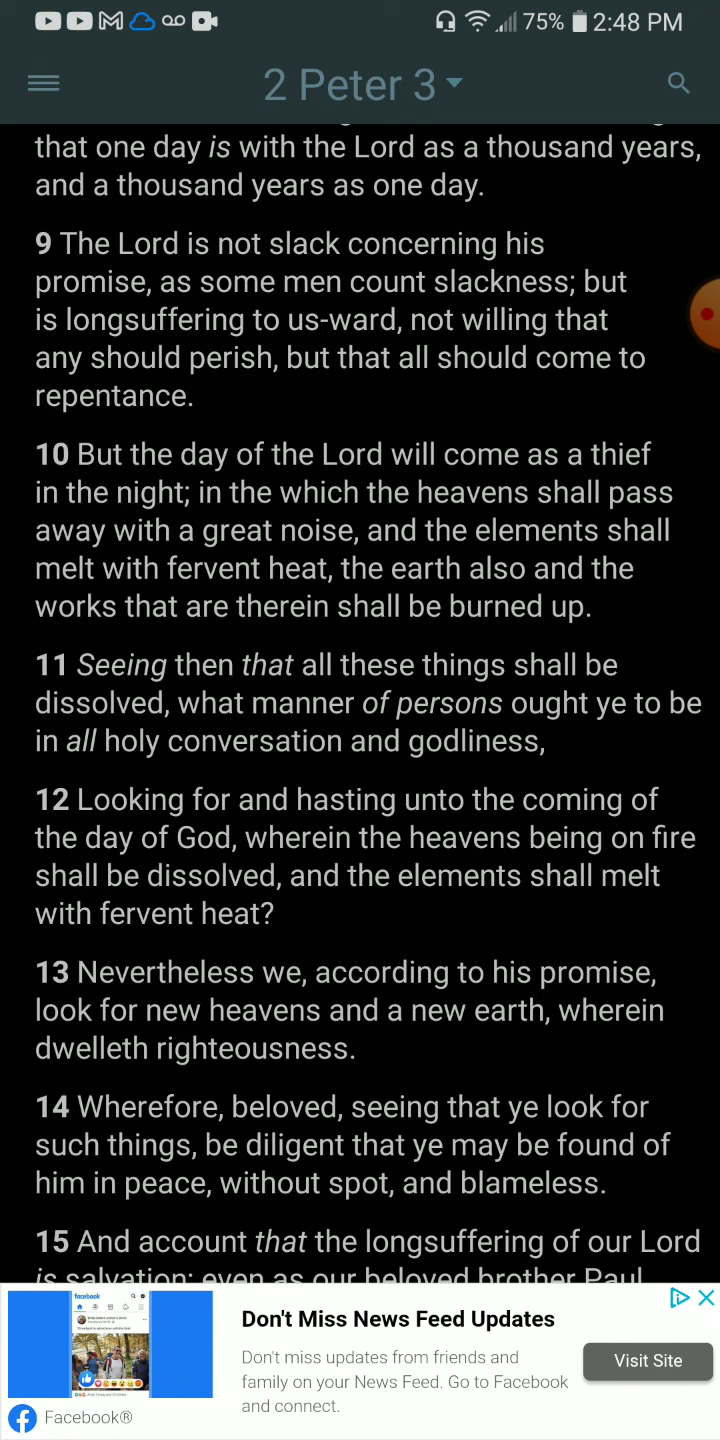 75% 2:48 PM
2 Peter 3
that one day is with the Lord as a thousand years,
and a thousand years as one day.
9 The Lord is not slack concerning his
promise, as some men count slackness; but
is longsuffering to us-ward, not willing that
any should perish, but that all should come to
repentance.
10 But the day of the Lord will come as a thief
in the night; in the which the heavens shall pass
away with a great noise, and the elements shall
melt with fervent heat, the earth also and the
works that are therein shall be burned up.
11 Seeing then that all these things shall be
dissolved, what manner of persons ought ye to be
in all holy conversation and godliness,
12 Looking for and hasting unto the coming of
the day of God, wherein the heavens being on fire
shall be dissolved, and the elements shall melt
with fervent heat?
13 Nevertheless we, according to his promise,
look for new heavens and a new earth, wherein
dwelleth righteousness.
14 Wherefore, beloved, seeing that ye look for
such things, be diligent that ye may be found of
him in peace, without spot, and blameless.
15 And account that the longsuffering of our Lord
is salvation; even as our beloved brother Paul
facebook
Don't Miss News Feed Updates
Don't miss updates from friends and
family on your News Feed. Go to Facebook
and connect.
Visit Site
Facebook®